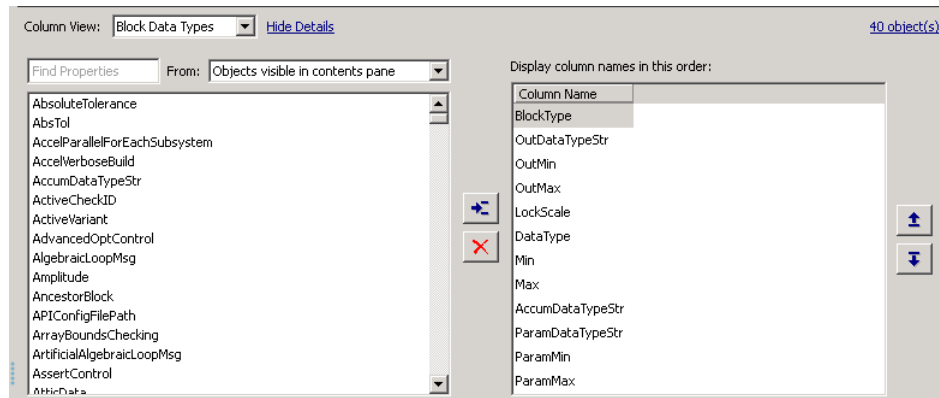 Column View: Block Data Types Hide Details 40 object(s)
Find Properties From: Objects visible in contents pane
Display column names in this order:
AbsoluteTolerance
AbsTol
AccelParallelForEachSubsystem
AccelVerboseBuild
AccumDataTypeStr
ActiveCheckID
ActiveVariant
AdvancedOptControl
AlgebraicLoopMsg
Amplitude
AncestorBlock
APIConfigFilePath
ArrayBoundsChecking
ArtificialAlgebraicLoopMsg
AssertControl
AtticData
Column Name
BlockType
OutDataTypeStr
OutMin
OutMax
LockScale
DataType
Min
Max
AccumDataTypeStr
ParamDataTypeStr
ParamMin
ParamMax